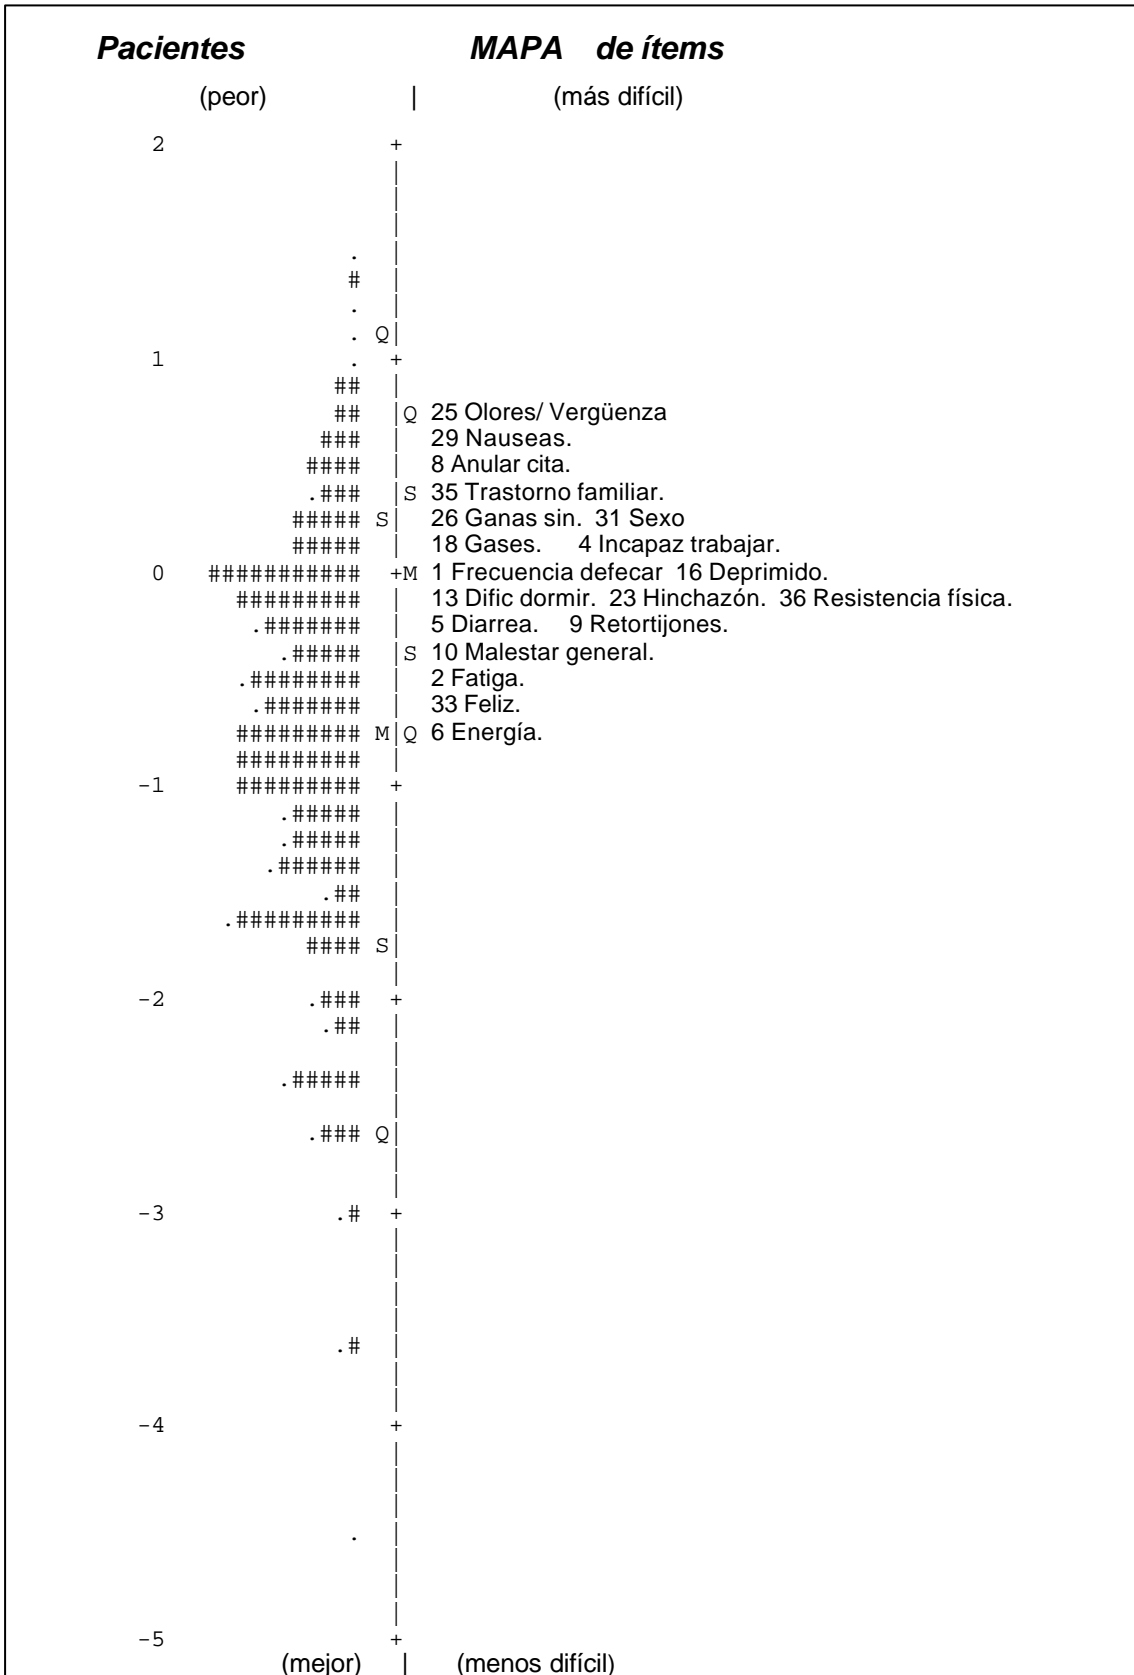 Pacientes MAPA de ítems
(peor) | (más difícil)
2 +
|
|
|
|
. |
# |
. |
. Q|
1 . +
## |
## |Q 25 Olores/ Vergüenza
### | 29 Nauseas.
#### | 8 Anular cita.
.### |S 35 Trastorno familiar.
##### S| 26 Ganas sin. 31 Sexo
##### | 18 Gases. 4 Incapaz trabajar.
0 ########### +M 1 Frecuencia defecar 16 Deprimido.
######### | 13 Dific dormir. 23 Hinchazón. 36 Resistencia física.
.####### | 5 Diarrea. 9 Retortijones.
.##### |S 10 Malestar general.
.######## | 2 Fatiga.
.####### | 33 Feliz.
######### M|Q 6 Energía.
######### |
-1 ######### +
.##### |
.##### |
.###### |
.## |
.######### |
#### S|
|
-2 .### +
.## |
|
.##### |
|
.### Q|
|
|
-3 .# +
|
|
|
|
.# |
|
|
-4 +
|
|
|
. |
|
|
|
-5 +
(mejor) | (menos difícil)